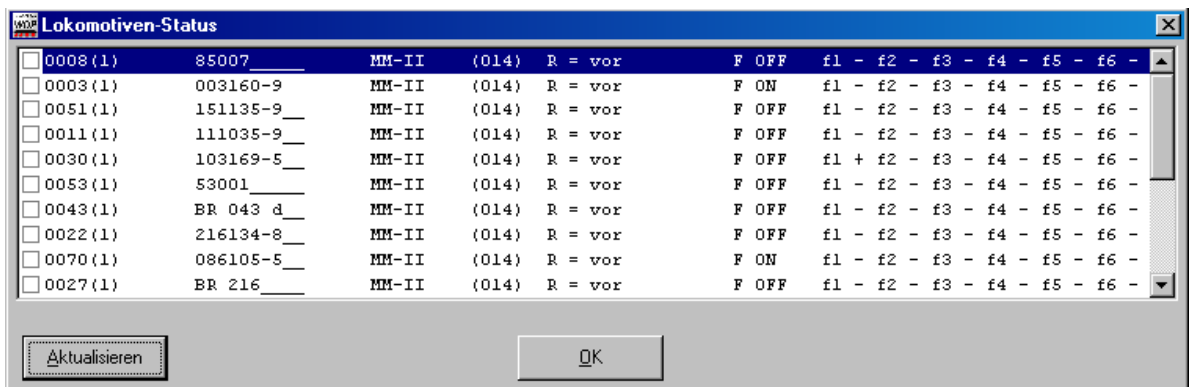 WDP Lokomotiven-Status
0008(1) 85007_____ MM-II (014) R = vor F OFF f1 - f2 - f3 - f4 - f5 - f6 -
0003(1) 003160-9 MM-II (014) R = vor F ON f1 - f2 - f3 - f4 - f5 - f6 -
0051(1) 151135-9__ MM-II (014) R = vor F OFF f1 - f2 - f3 - f4 - f5 - f6 -
0011(1) 111035-9__ MM-II (014) R = vor F OFF f1 - f2 - f3 - f4 - f5 - f6 -
0030(1) 103169-5__ MM-II (014) R = vor F OFF f1 + f2 - f3 - f4 - f5 - f6 -
0053(1) 53001_____ MM-II (014) R = vor F OFF f1 - f2 - f3 - f4 - f5 - f6 -
0043(1) BR 043 d__ MM-II (014) R = vor F OFF f1 - f2 - f3 - f4 - f5 - f6 -
0022(1) 216134-8__ MM-II (014) R = vor F OFF f1 - f2 - f3 - f4 - f5 - f6 -
0070(1) 086105-5__ MM-II (014) R = vor F ON f1 - f2 - f3 - f4 - f5 - f6 -
0027(1) BR 216____ MM-II (014) R = vor F OFF f1 - f2 - f3 - f4 - f5 - f6 -
Aktualisieren OK